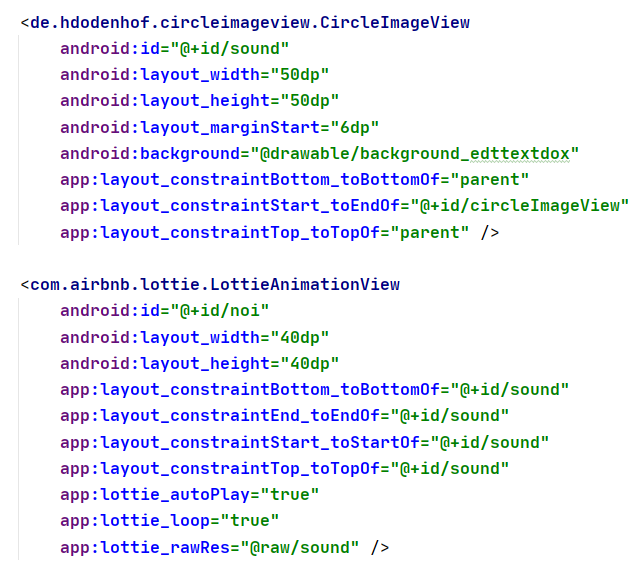 <de.hdodenhof.circleimageview.CircleImageView
android:id="@+id/sound"
android:layout_width="50dp"
android:layout_height="50dp"
android:layout_marginStart="6dp"
android:background="@drawable/background_edttextdox"
app:layout_constraintBottom_toBottomOf="parent"
app:layout_constraintStart_toEndOf="@+id/circleImageView"
app:layout_constraintTop_toTopOf="parent" />
<com.airbnb.lottie.LottieAnimationView
android:id="@+id/noi"
android:layout_width="40dp"
android:layout_height="40dp"
app:layout_constraintBottom_toBottomOf="@+id/sound"
app:layout_constraintEnd_toEndOf="@+id/sound"
app:layout_constraintStart_toStartOf="@+id/sound"
app:layout_constraintTop_toTopOf="@+id/sound"
app:lottie_autoPlay="true"
app:lottie_loop="true"
app:lottie_rawRes="@raw/sound" />